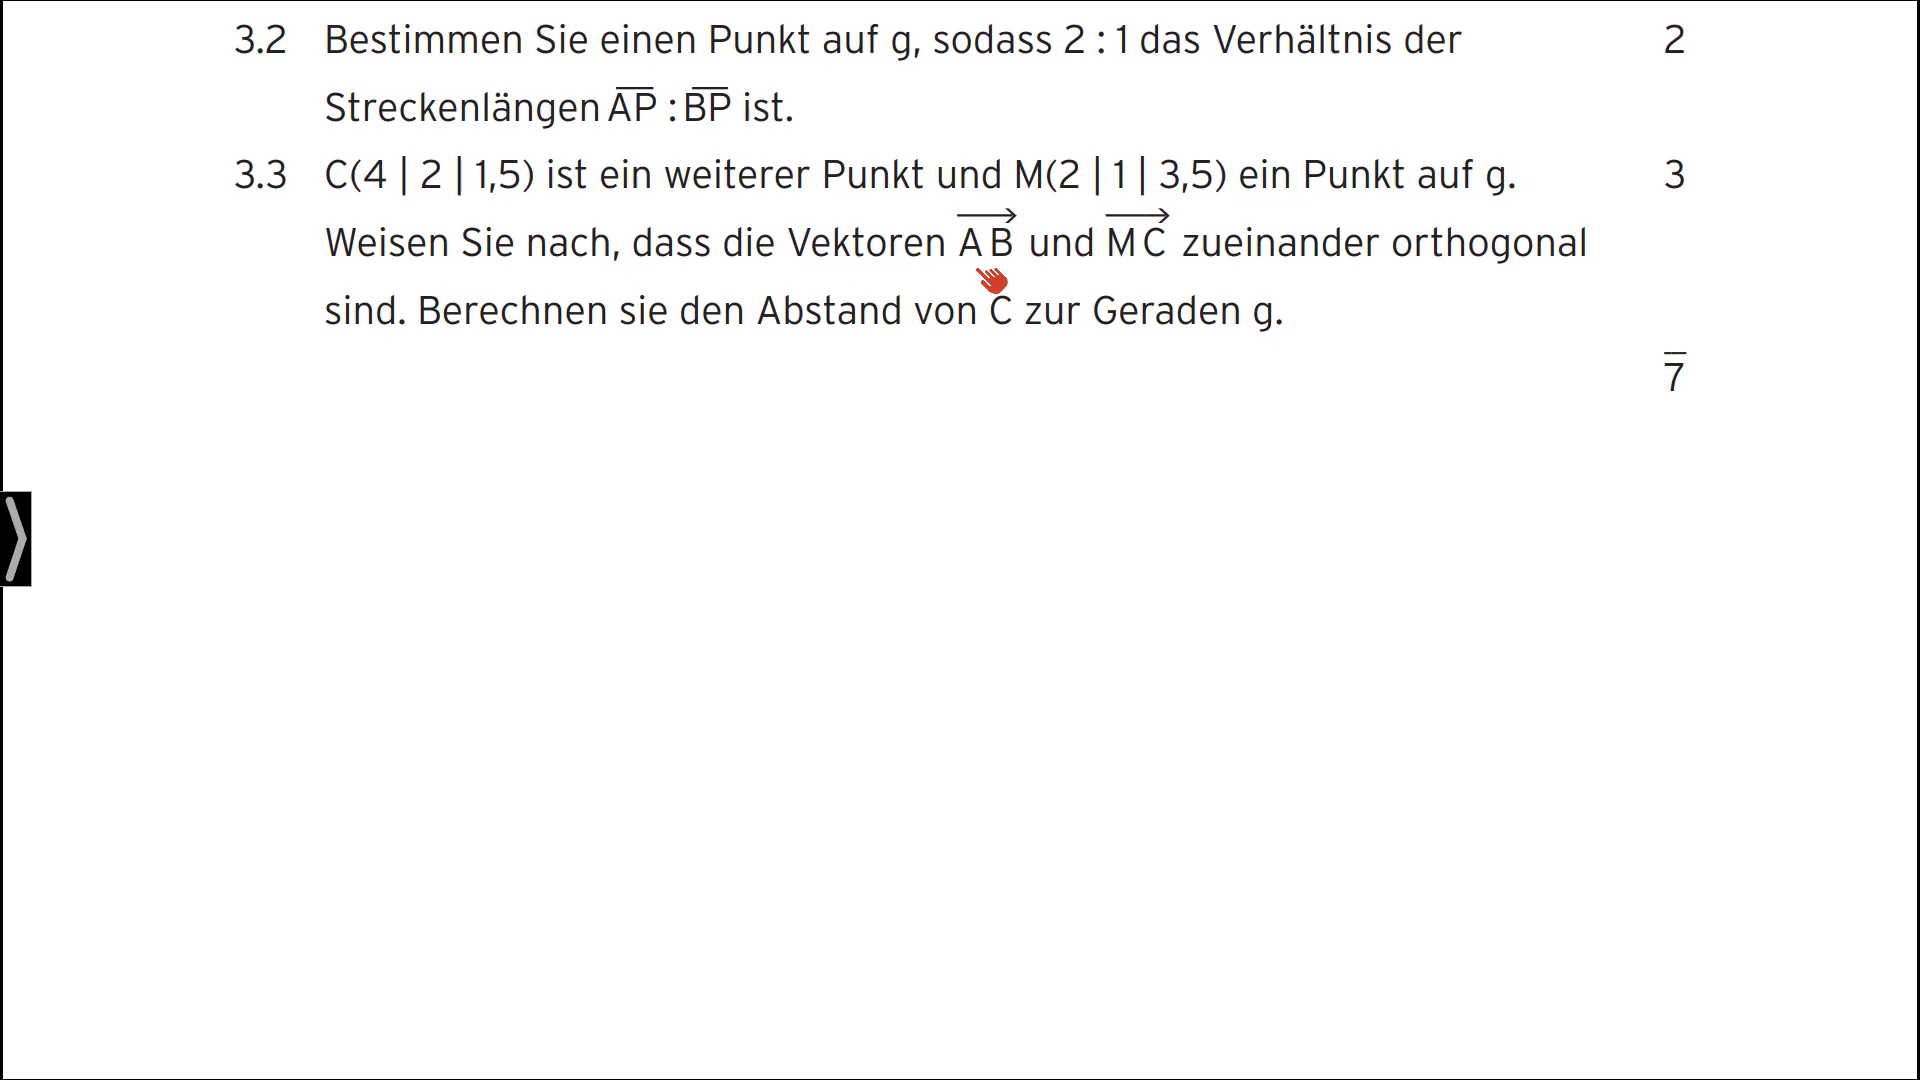 3.2 Bestimmen Sie einen Punkt auf g, sodass 2 : 1 das Verhältnis der 2
Streckenlängen A̅P̅ : B̅P̅ ist.
3.3 C(4 | 2 | 1,5) ist ein weiterer Punkt und M(2 | 1 | 3,5) ein Punkt auf g. 3
Weisen Sie nach, dass die Vektoren \overrightarrow{AB} und \overrightarrow{MC} zueinander orthogonal
sind. Berechnen sie den Abstand von C zur Geraden g.
7